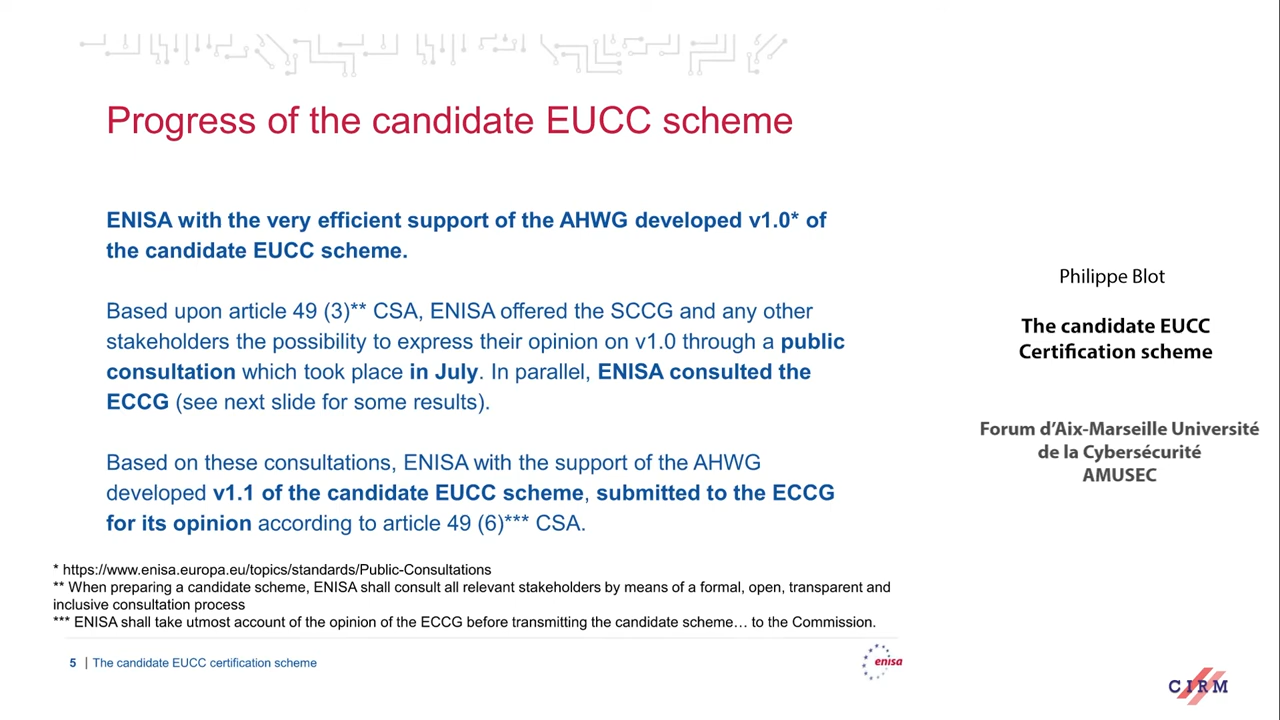 Progress of the candidate EUCC scheme
ENISA with the very efficient support of the AHWG developed v1.0* of
the candidate EUCC scheme.
Based upon article 49 (3)** CSA, ENISA offered the SCCG and any other
stakeholders the possibility to express their opinion on v1.0 through a public
consultation which took place in July. In parallel, ENISA consulted the
ECCG (see next slide for some results).
Based on these consultations, ENISA with the support of the AHWG
developed v1.1 of the candidate EUCC scheme, submitted to the ECCG
for its opinion according to article 49 (6)*** CSA.
* https://www.enisa.europa.eu/topics/standards/Public-Consultations
** When preparing a candidate scheme, ENISA shall consult all relevant stakeholders by means of a formal, open, transparent and
inclusive consultation process
*** ENISA shall take utmost account of the opinion of the ECCG before transmitting the candidate scheme… to the Commission.
5 | The candidate EUCC certification scheme
enisa
Philippe Blot
The candidate EUCC
Certification scheme
Forum d'Aix-Marseille Université
de la Cybersécurité
AMUSEC
CIRM